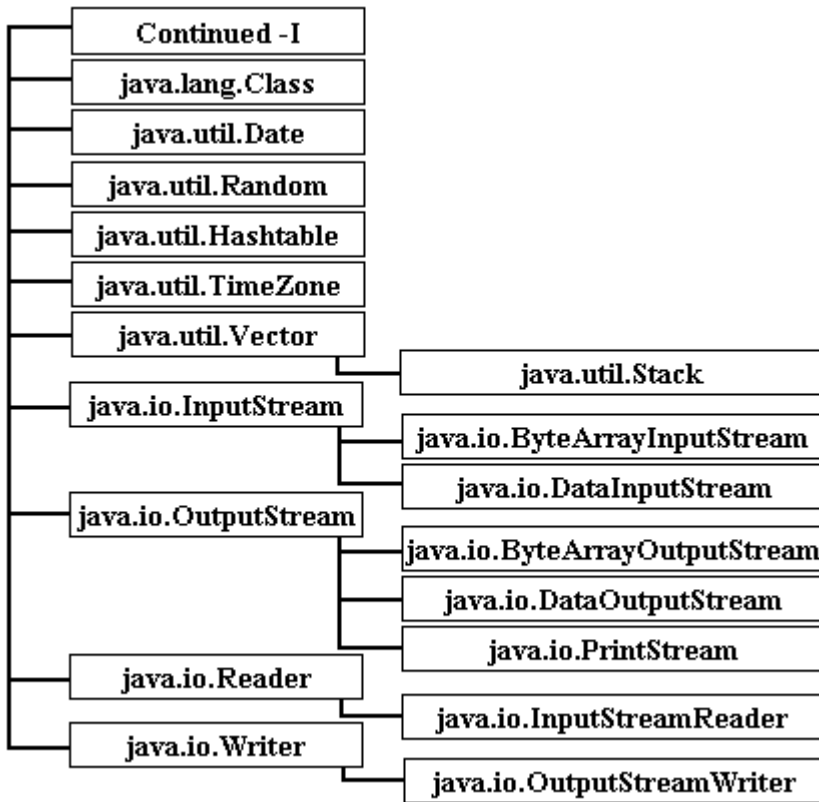 Continued -I
java.lang.Class
java.util.Date
java.util.Random
java.util.Hashtable
java.util.TimeZone
java.util.Vector
java.util.Stack
java.io.InputStream
java.io.ByteArrayInputStream
java.io.DataInputStream
java.io.OutputStream
java.io.ByteArrayOutputStream
java.io.DataOutputStream
java.io.PrintStream
java.io.Reader
java.io.InputStreamReader
java.io.Writer
java.io.OutputStreamWriter